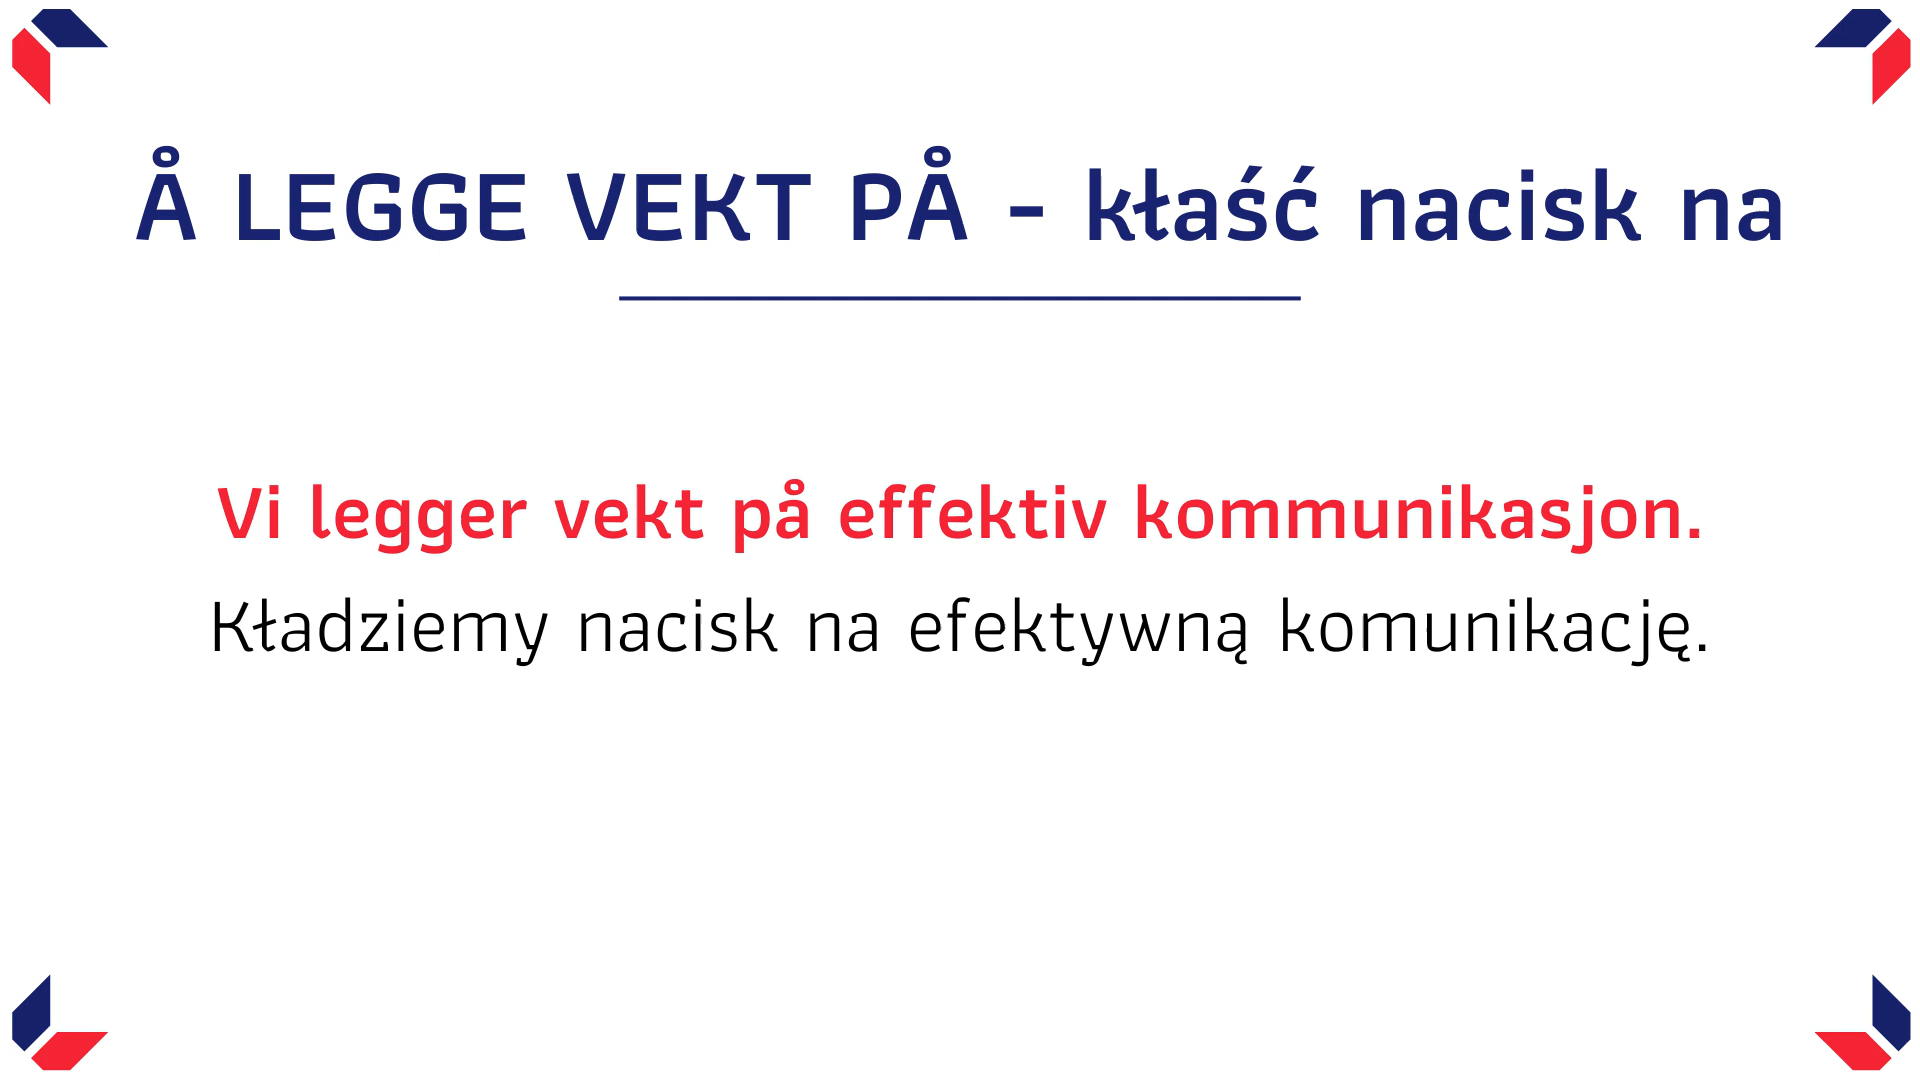 Å LEGGE VEKT PÅ - kłaść nacisk na
Vi legger vekt på effektiv kommunikasjon.
Kładziemy nacisk na efektywną komunikację.